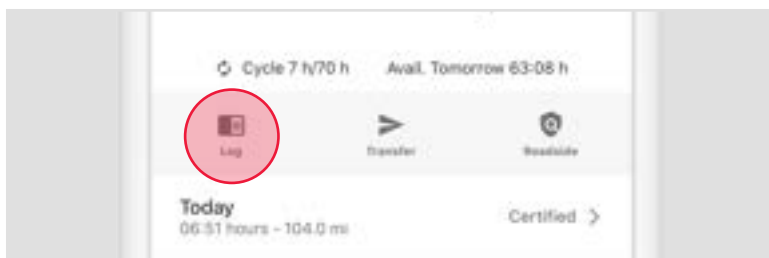 Cycle 7 h/70 h Avail. Tomorrow 63:08 h
Log Transfer Roadside
Today
06:51 hours - 104.0 mi
Certified